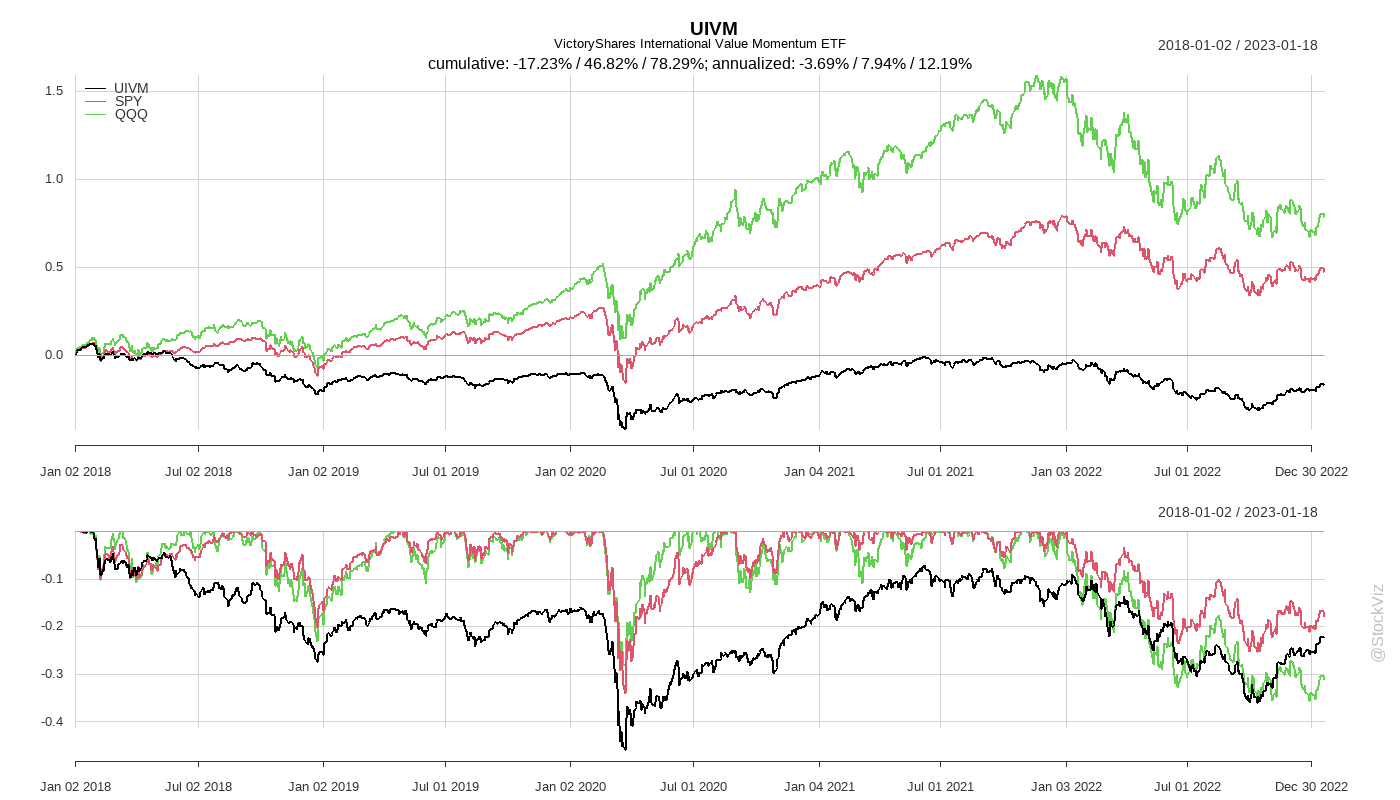 UIVM
VictoryShares International Value Momentum ETF
2018-01-02 / 2023-01-18
cumulative: -17.23% / 46.82% / 78.29%; annualized: -3.69% / 7.94% / 12.19%
UIVM
SPY
QQQ
1.5
1.0
0.5
0.0
Jan 02 2018 Jul 02 2018 Jan 02 2019 Jul 01 2019 Jan 02 2020 Jul 01 2020 Jan 04 2021 Jul 01 2021 Jan 03 2022 Jul 01 2022 Dec 30 2022
2018-01-02 / 2023-01-18
-0.1
-0.2
-0.3
-0.4
Jan 02 2018 Jul 02 2018 Jan 02 2019 Jul 01 2019 Jan 02 2020 Jul 01 2020 Jan 04 2021 Jul 01 2021 Jan 03 2022 Jul 01 2022 Dec 30 2022
@StockViz